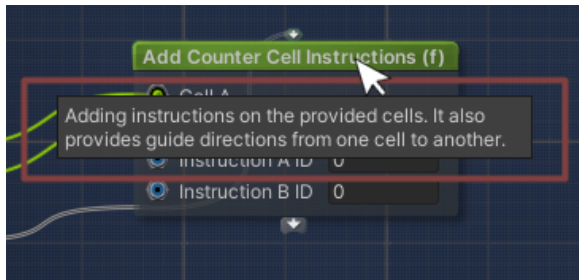 Add Counter Cell Instructions (f)
Cell A
Adding instructions on the provided cells. It also
provides guide directions from one cell to another.
Instruction A ID 0
Instruction B ID 0